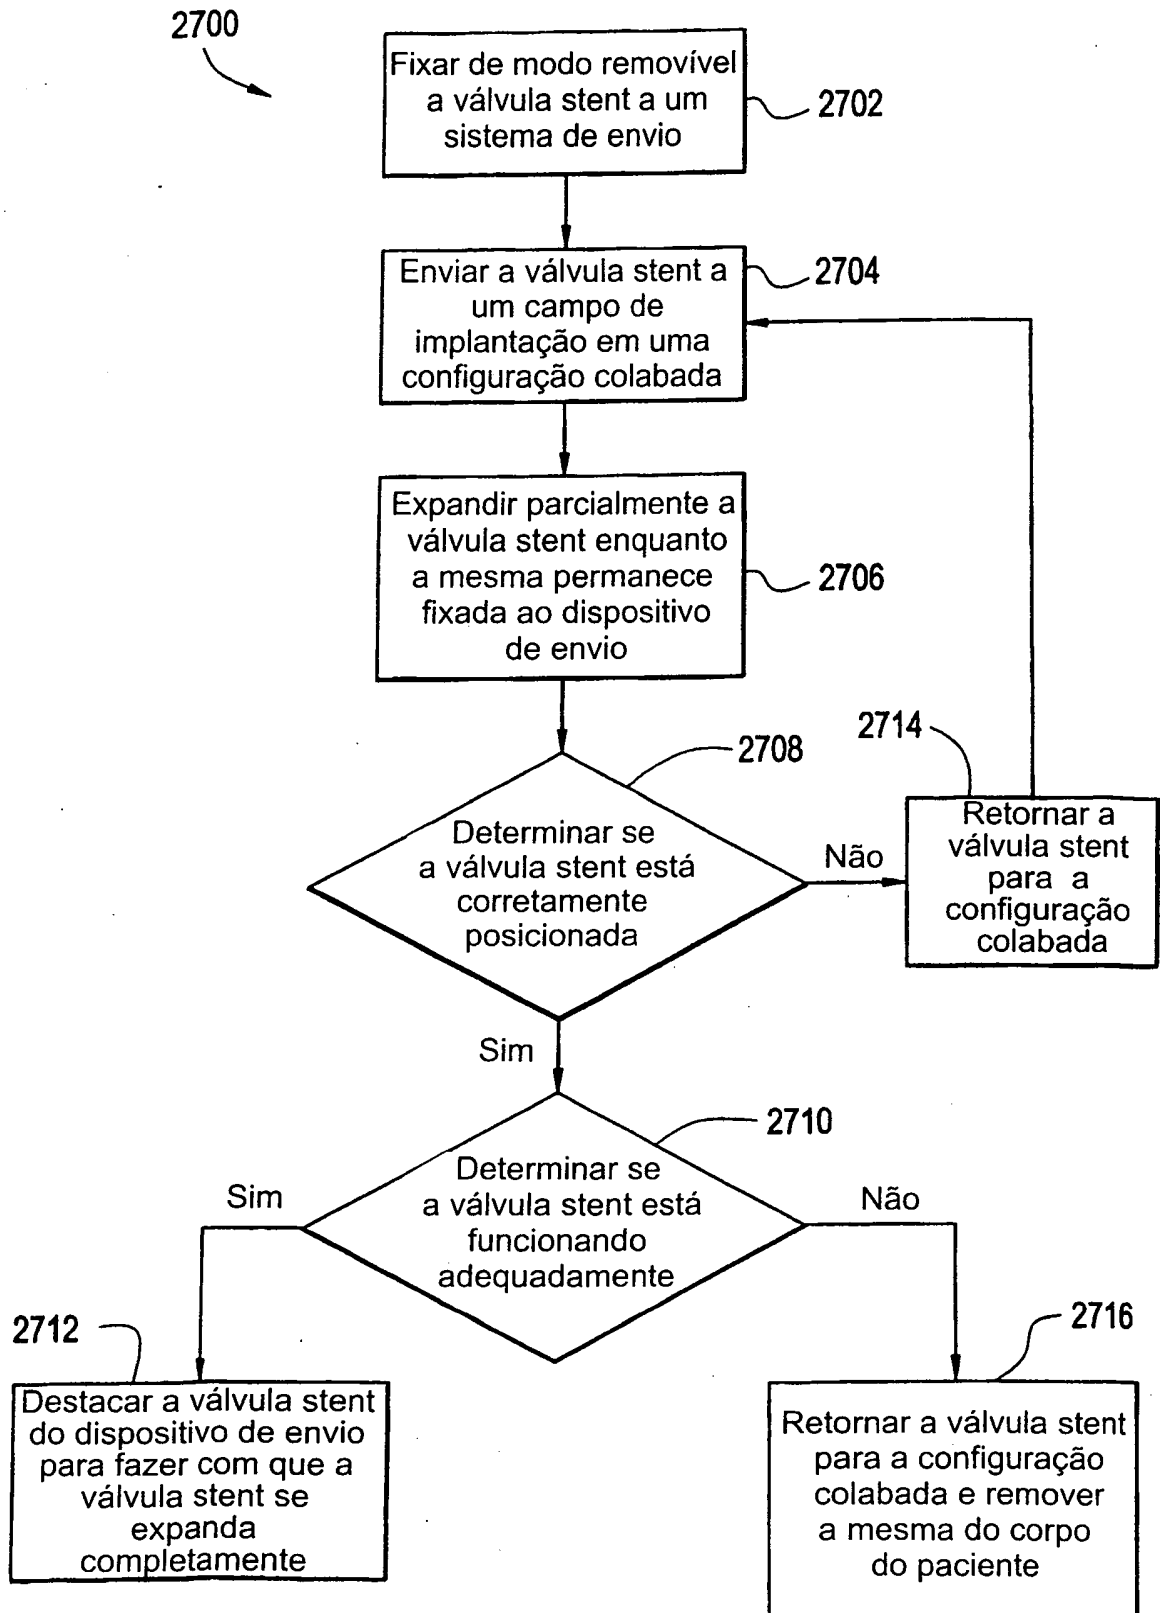 2700
Fixar de modo removível
a válvula stent a um
sistema de envio
2702
Enviar a válvula stent a
um campo de
implantação em uma
configuração colabada
2704
Expandir parcialmente a
válvula stent enquanto
a mesma permanece
fixada ao dispositivo
de envio
2706
2708
Determinar se
a válvula stent está
corretamente
posicionada
Não
2714
Retornar a
válvula stent
para a
configuração
colabada
Sim
2710
Determinar se
a válvula stent está
funcionando
adequadamente
Sim
Não
2712
Destacar a válvula stent
do dispositivo de envio
para fazer com que a
válvula stent se
expanda
completamente
2716
Retornar a válvula stent
para a configuração
colabada e remover
a mesma do corpo
do paciente